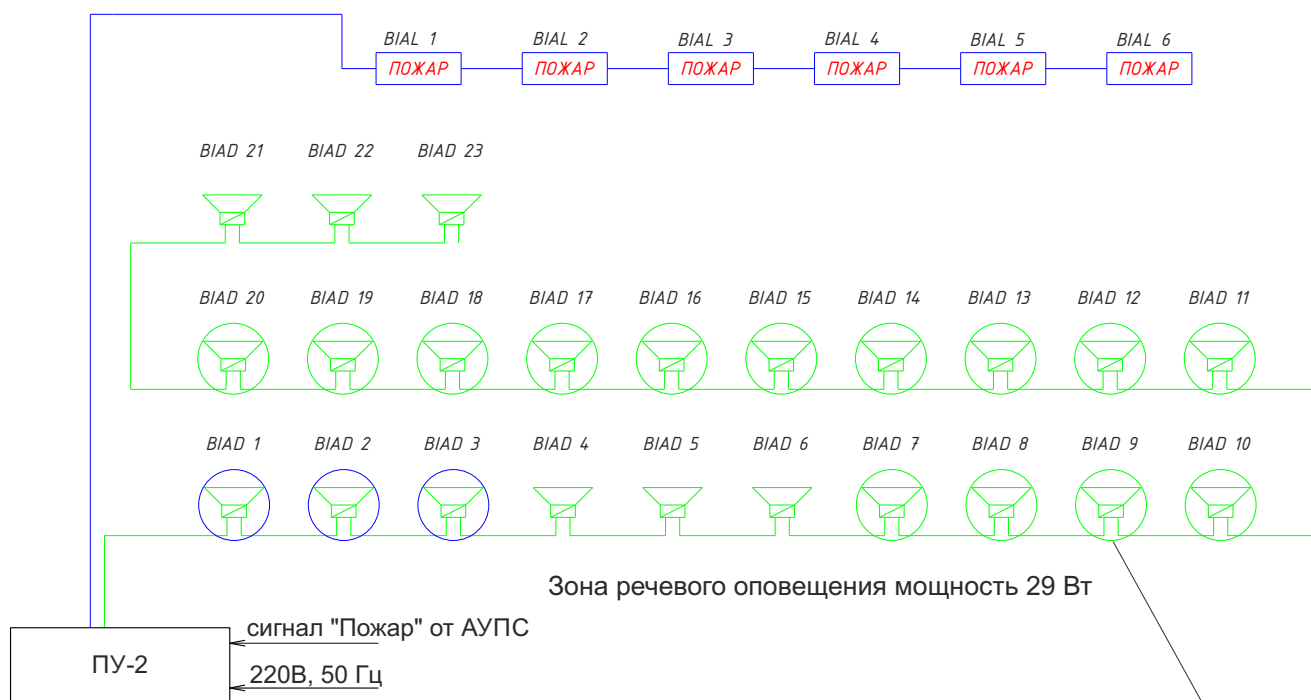 BIAL 1 BIAL 2 BIAL 3 BIAL 4 BIAL 5 BIAL 6
ПОЖАР ПОЖАР ПОЖАР ПОЖАР ПОЖАР ПОЖАР
BIAD 21 BIAD 22 BIAD 23
BIAD 20 BIAD 19 BIAD 18 BIAD 17 BIAD 16 BIAD 15 BIAD 14 BIAD 13 BIAD 12 BIAD 11
BIAD 1 BIAD 2 BIAD 3 BIAD 4 BIAD 5 BIAD 6 BIAD 7 BIAD 8 BIAD 9 BIAD 10
Зона речевого оповещения мощность 29 Вт
сигнал "Пожар" от АУПС
ПУ-2
220В, 50 Гц